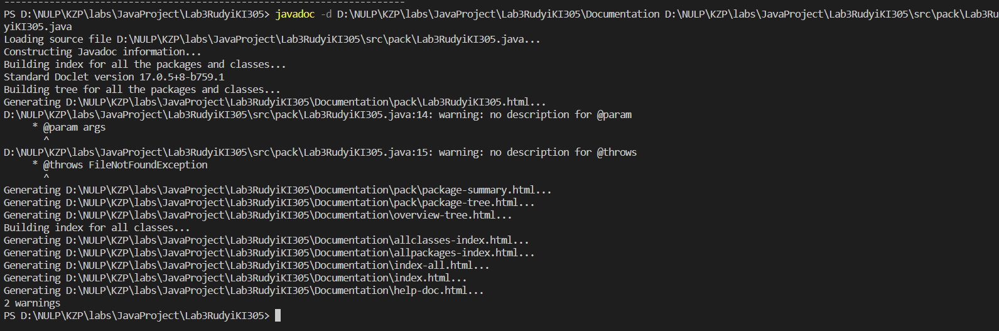 -----------------------------------------------------------------------
PS D:\NULP\KZP\labs\JavaProject\Lab3RudyiKI305> javadoc -d D:\NULP\KZP\labs\JavaProject\Lab3RudyiKI305\Documentation D:\NULP\KZP\labs\JavaProject\Lab3RudyiKI305\src\pack\Lab3Ru
yiKI305.java
Loading source file D:\NULP\KZP\labs\JavaProject\Lab3RudyiKI305\src\pack\Lab3RudyiKI305.java...
Constructing Javadoc information...
Building index for all the packages and classes...
Standard Doclet version 17.0.5+8-b759.1
Building tree for all the packages and classes...
Generating D:\NULP\KZP\labs\JavaProject\Lab3RudyiKI305\Documentation\pack\Lab3RudyiKI305.html...
D:\NULP\KZP\labs\JavaProject\Lab3RudyiKI305\src\pack\Lab3RudyiKI305.java:14: warning: no description for @param
     * @param args
       ^
D:\NULP\KZP\labs\JavaProject\Lab3RudyiKI305\src\pack\Lab3RudyiKI305.java:15: warning: no description for @throws
     * @throws FileNotFoundException
       ^
Generating D:\NULP\KZP\labs\JavaProject\Lab3RudyiKI305\Documentation\pack\package-summary.html...
Generating D:\NULP\KZP\labs\JavaProject\Lab3RudyiKI305\Documentation\pack\package-tree.html...
Generating D:\NULP\KZP\labs\JavaProject\Lab3RudyiKI305\Documentation\overview-tree.html...
Building index for all classes...
Generating D:\NULP\KZP\labs\JavaProject\Lab3RudyiKI305\Documentation\allclasses-index.html...
Generating D:\NULP\KZP\labs\JavaProject\Lab3RudyiKI305\Documentation\allpackages-index.html...
Generating D:\NULP\KZP\labs\JavaProject\Lab3RudyiKI305\Documentation\index-all.html...
Generating D:\NULP\KZP\labs\JavaProject\Lab3RudyiKI305\Documentation\index.html...
Generating D:\NULP\KZP\labs\JavaProject\Lab3RudyiKI305\Documentation\help-doc.html...
2 warnings
PS D:\NULP\KZP\labs\JavaProject\Lab3RudyiKI305>